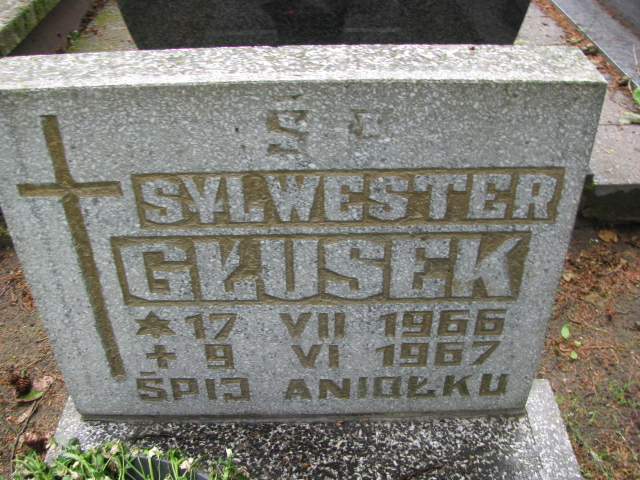 Ś P
SYLWESTER
GŁUSEK
* 17 VII 1966
+ 9 VI 1967
ŚPIJ ANIOŁKU